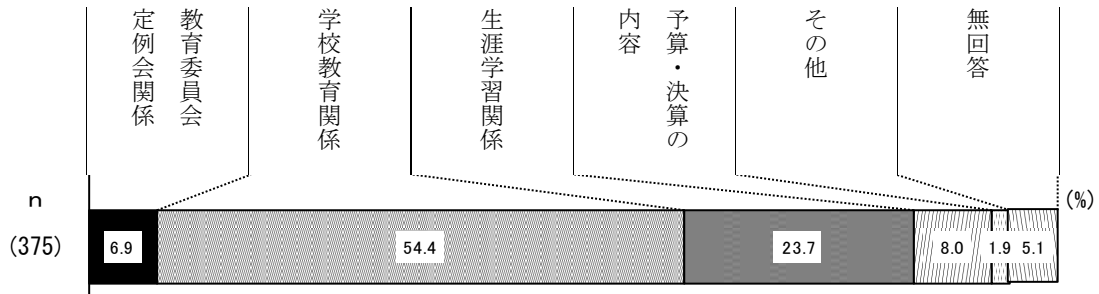 教育委員会
定例会関係
学校教育関係
生涯学習関係
予算・決算の
内容
その他
無回答
n
(%)
(375)
6.9
54.4
23.7
8.0
1.9
5.1